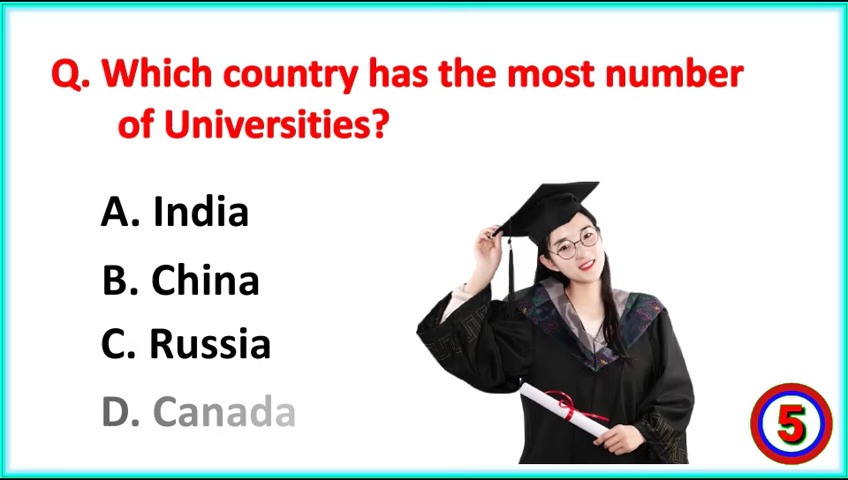 Q. Which country has the most number
of Universities?
A. India
B. China
C. Russia
D. Canada
5